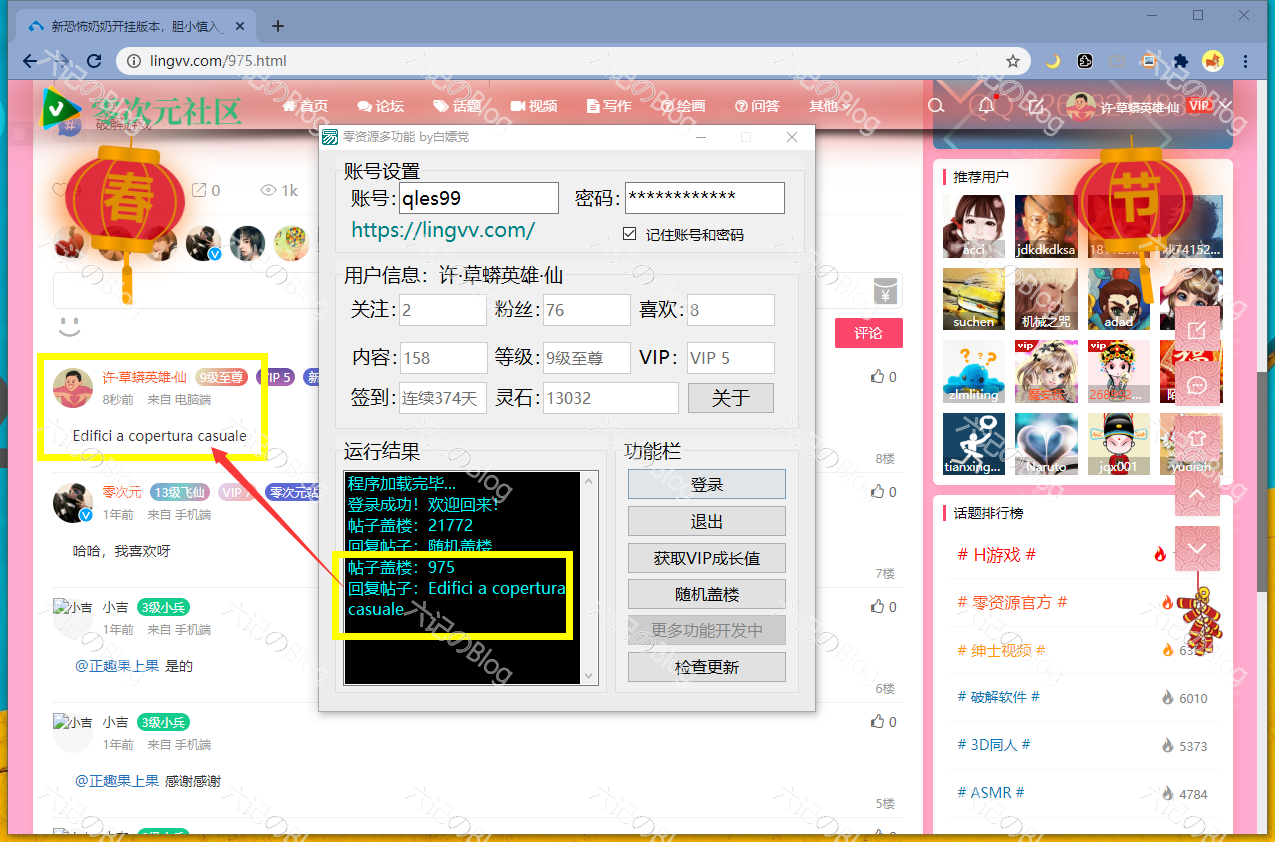 新恐怖奶奶开挂版本，胆小慎入_
lingvv.com/975.html
零次元社区
首页 论坛 话题 视频 写作 绘画 问答 其他
许·草蟒英雄·仙 VIP
春
节
0 1k
评论
许·草蟒英雄·仙 9级至尊 VIP 5 新
8秒前 来自 电脑端
Edifici a copertura casuale
0
8楼
零次元 13级飞仙 VIP 零次元站
1年前 来自 手机端
哈哈，我喜欢呀
0
7楼
小吉 小吉 3级小兵
1年前 来自 手机端
@正趣果上果 是的
0
6楼
小吉 小吉 3级小兵
1年前 来自 手机端
@正趣果上果 感谢感谢
0
5楼
零资源多功能 by白嫖党
账号设置
账号: qles99 密码: ************
https://lingvv.com/ 记住账号和密码
用户信息: 许·草蟒英雄·仙
关注: 2 粉丝: 76 喜欢: 8
内容: 158 等级: 9级至尊 VIP: VIP 5
签到: 连续374天 灵石: 13032 关于
运行结果
程序加载完毕...
登录成功！欢迎回来！
帖子盖楼：21772
回复帖子：随机盖楼
帖子盖楼：975
回复帖子：Edifici a copertura
casuale
功能栏
登录
退出
获取VIP成长值
随机盖楼
更多功能开发中
检查更新
推荐用户
acci jdkdkdksa
suchen 机械之咒 adad
zlmliting vip vip
tianxing... Naruto jqx001 yudiah
话题排行榜
# H游戏 #
# 零资源官方 #
# 绅士视频 #
# 破解软件 # 6010
# 3D同人 # 5373
# ASMR # 4784
六记のBlog